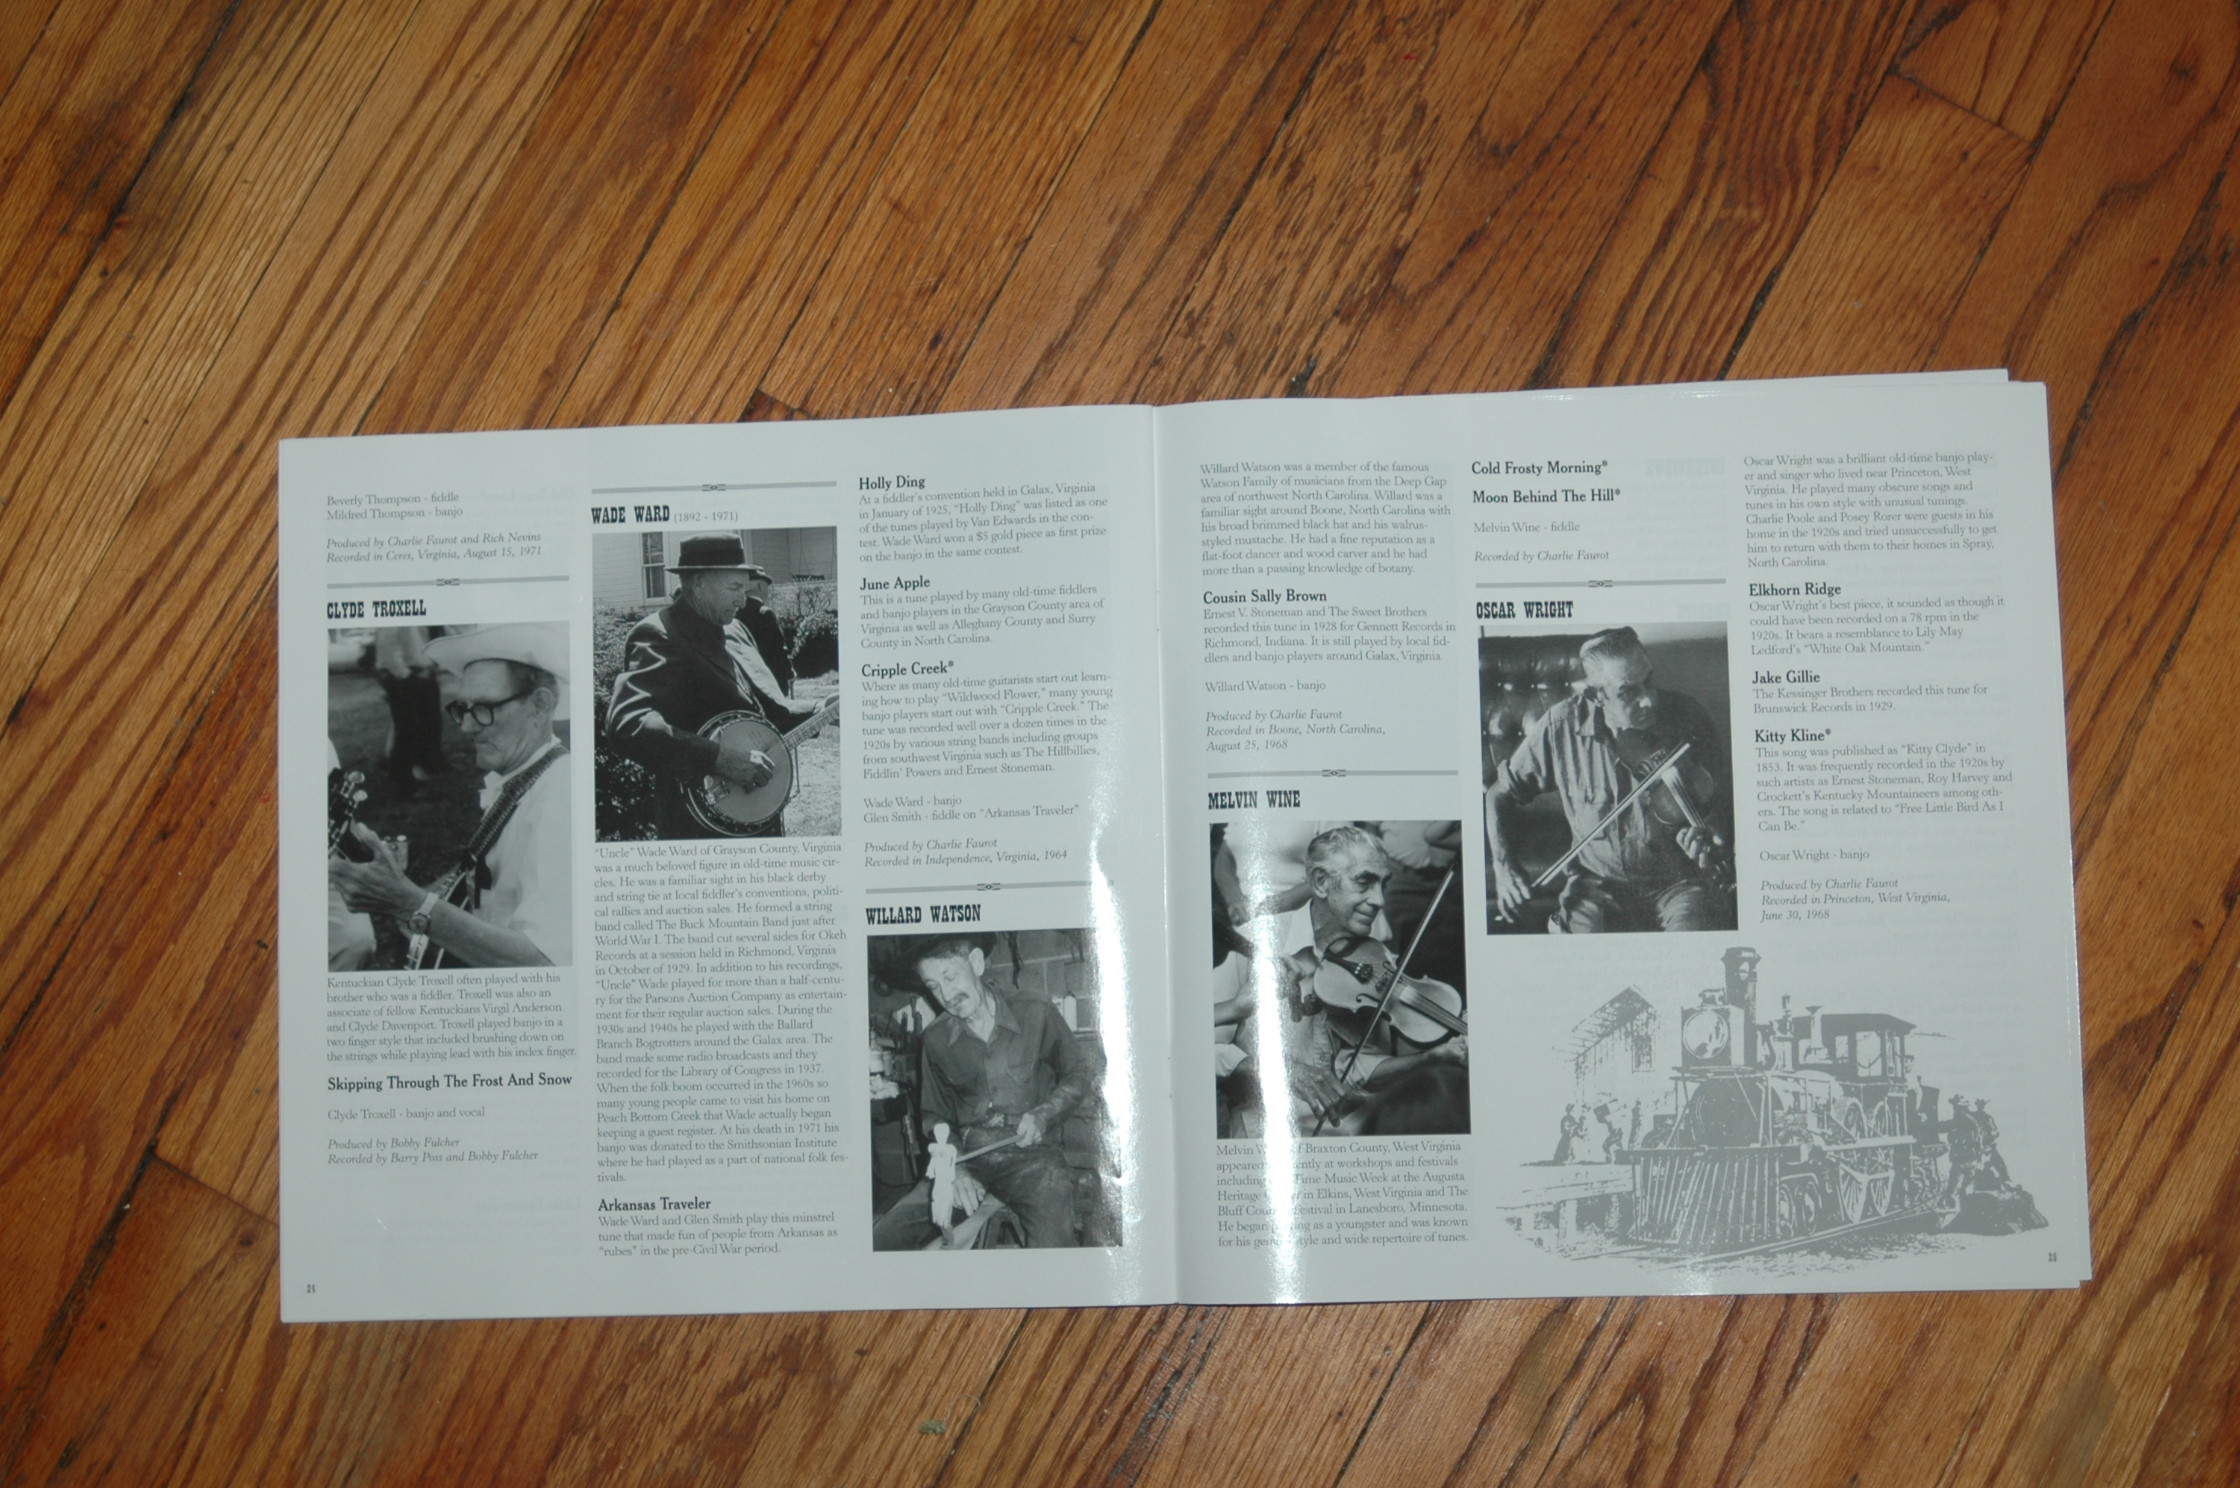 Beverly Thompson - fiddle
Mildred Thompson - banjo
Produced by Charlie Faurot and Rich Nevins
Recorded in Ceres, Virginia, August 15, 1971
CLYDE TROXELL
Kentuckian Clyde Troxell often played with his
brother who was a fiddler. Troxell was also an
associate of fellow Kentuckians Virgil Anderson
and Clyde Davenport. Troxell played banjo in a
two finger style that included brushing down on
the strings while playing lead with his index finger.
Skipping Through The Frost And Snow
Clyde Troxell - banjo and vocal
Produced by Bobby Fulcher
Recorded by Barry Poss and Bobby Fulcher
24
WADE WARD (1892 - 1971)
"Uncle" Wade Ward of Grayson County, Virginia
was a much beloved figure in old-time music cir-
cles. He was a familiar sight in his black derby
and string tie at local fiddler's conventions, politi-
cal rallies and auction sales. He formed a string
band called The Buck Mountain Band just after
World War I. The band cut several sides for Okeh
Records at a session held in Richmond, Virginia
in October of 1929. In addition to his recordings,
"Uncle" Wade played for more than a half-centu-
ry for the Parsons Auction Company as entertain-
ment for their regular auction sales. During the
1930s and 1940s he played with the Ballard
Branch Bogtrotters around the Galax area. The
band made some radio broadcasts and they
recorded for the Library of Congress in 1937.
When the folk boom occurred in the 1960s so
many young people came to visit his home on
Peach Bottom Creek that Wade actually began
keeping a guest register. At his death in 1971 his
banjo was donated to the Smithsonian Institute
where he had played as a part of national folk fes-
tivals.
Arkansas Traveler
Wade Ward and Glen Smith play this minstrel
tune that made fun of people from Arkansas as
"rubes" in the pre-Civil War period.
Holly Ding
At a fiddler's convention held in Galax, Virginia
in January of 1925, "Holly Ding" was listed as one
of the tunes played by Van Edwards in the con-
test. Wade Ward won a $5 gold piece as first prize
on the banjo in the same contest.
June Apple
This is a tune played by many old-time fiddlers
and banjo players in the Grayson County area of
Virginia as well as Alleghany County and Surry
County in North Carolina.
Cripple Creek*
Where as many old-time guitarists start out learn-
ing how to play "Wildwood Flower," many young
banjo players start out with "Cripple Creek." The
tune was recorded well over a dozen times in the
1920s by various string bands including groups
from southwest Virginia such as The Hillbillies,
Fiddlin' Powers and Ernest Stoneman.
Wade Ward - banjo
Glen Smith - fiddle on "Arkansas Traveler"
Produced by Charlie Faurot
Recorded in Independence, Virginia, 1964
WILLARD WATSON
Willard Watson was a member of the famous
Watson Family of musicians from the Deep Gap
area of northwest North Carolina. Willard was a
familiar sight around Boone, North Carolina with
his broad brimmed black hat and his walrus-
styled mustache. He had a fine reputation as a
flat-foot dancer and wood carver and he had
more than a passing knowledge of botany.
Cousin Sally Brown
Ernest V. Stoneman and The Sweet Brothers
recorded this tune in 1928 for Gennett Records in
Richmond, Indiana. It is still played by local fid-
dlers and banjo players around Galax, Virginia.
Willard Watson - banjo
Produced by Charlie Faurot
Recorded in Boone, North Carolina,
August 25, 1968
MELVIN WINE
Melvin of Braxton County, West Virginia
appeared at workshops and festivals
including Time Music Week at the Augusta
Heritage in Elkins, West Virginia and The
Bluff Festival in Lanesboro, Minnesota.
He began as a youngster and was known
for his style and wide repertoire of tunes.
Cold Frosty Morning*
Moon Behind The Hill*
Melvin Wine - fiddle
Recorded by Charlie Faurot
OSCAR WRIGHT
Oscar Wright was a brilliant old-time banjo play-
er and singer who lived near Princeton, West
Virginia. He played many obscure songs and
tunes in his own style with unusual tunings.
Charlie Poole and Posey Rorer were guests in his
home in the 1920s and tried unsuccessfully to get
him to return with them to their homes in Spray,
North Carolina.
Elkhorn Ridge
Oscar Wright's best piece, it sounded as though it
could have been recorded on a 78 rpm in the
1920s. It bears a resemblance to Lily May
Ledford's "White Oak Mountain."
Jake Gillie
The Kessinger Brothers recorded this tune for
Brunswick Records in 1929.
Kitty Kline*
This song was published as "Kitty Clyde" in
1853. It was frequently recorded in the 1920s by
such artists as Ernest Stoneman, Roy Harvey and
Crockett's Kentucky Mountaineers among oth-
ers. The song is related to "Free Little Bird As I
Can Be."
Oscar Wright - banjo
Produced by Charlie Faurot
Recorded in Princeton, West Virginia,
June 30, 1968
25